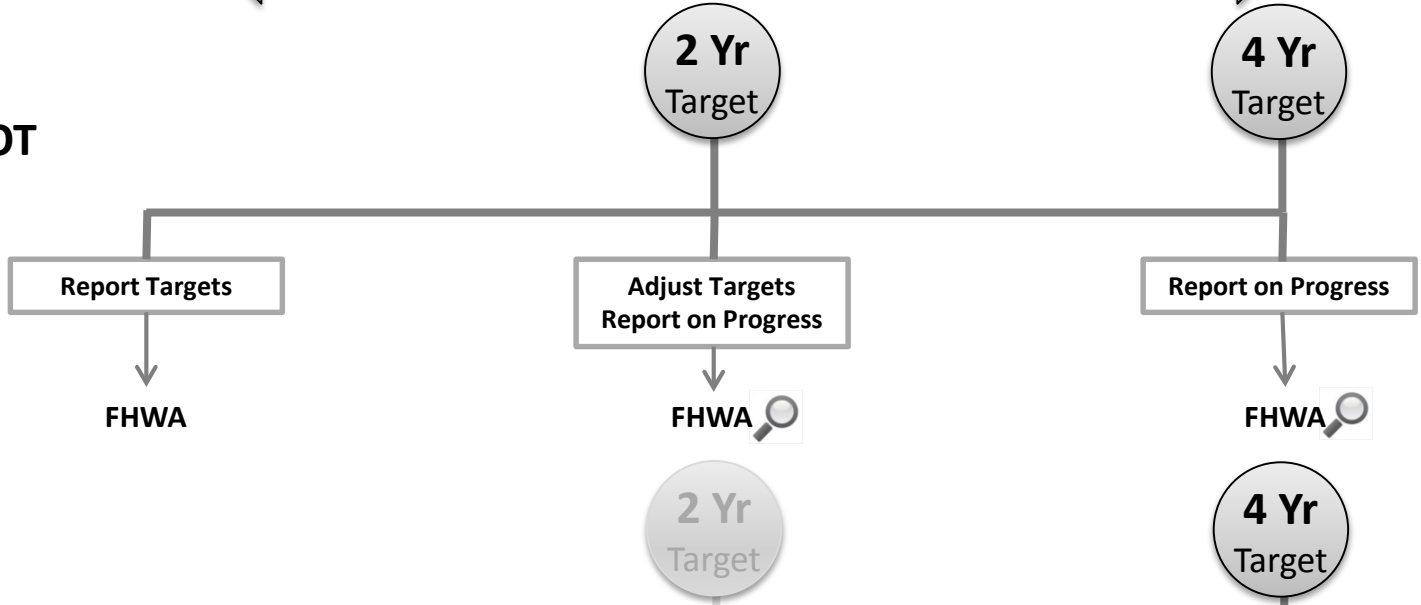 2 Yr
Target
4 Yr
Target
Report Targets
Adjust Targets
Report on Progress
Report on Progress
FHWA
FHWA
FHWA
2 Yr
Target
4 Yr
Target